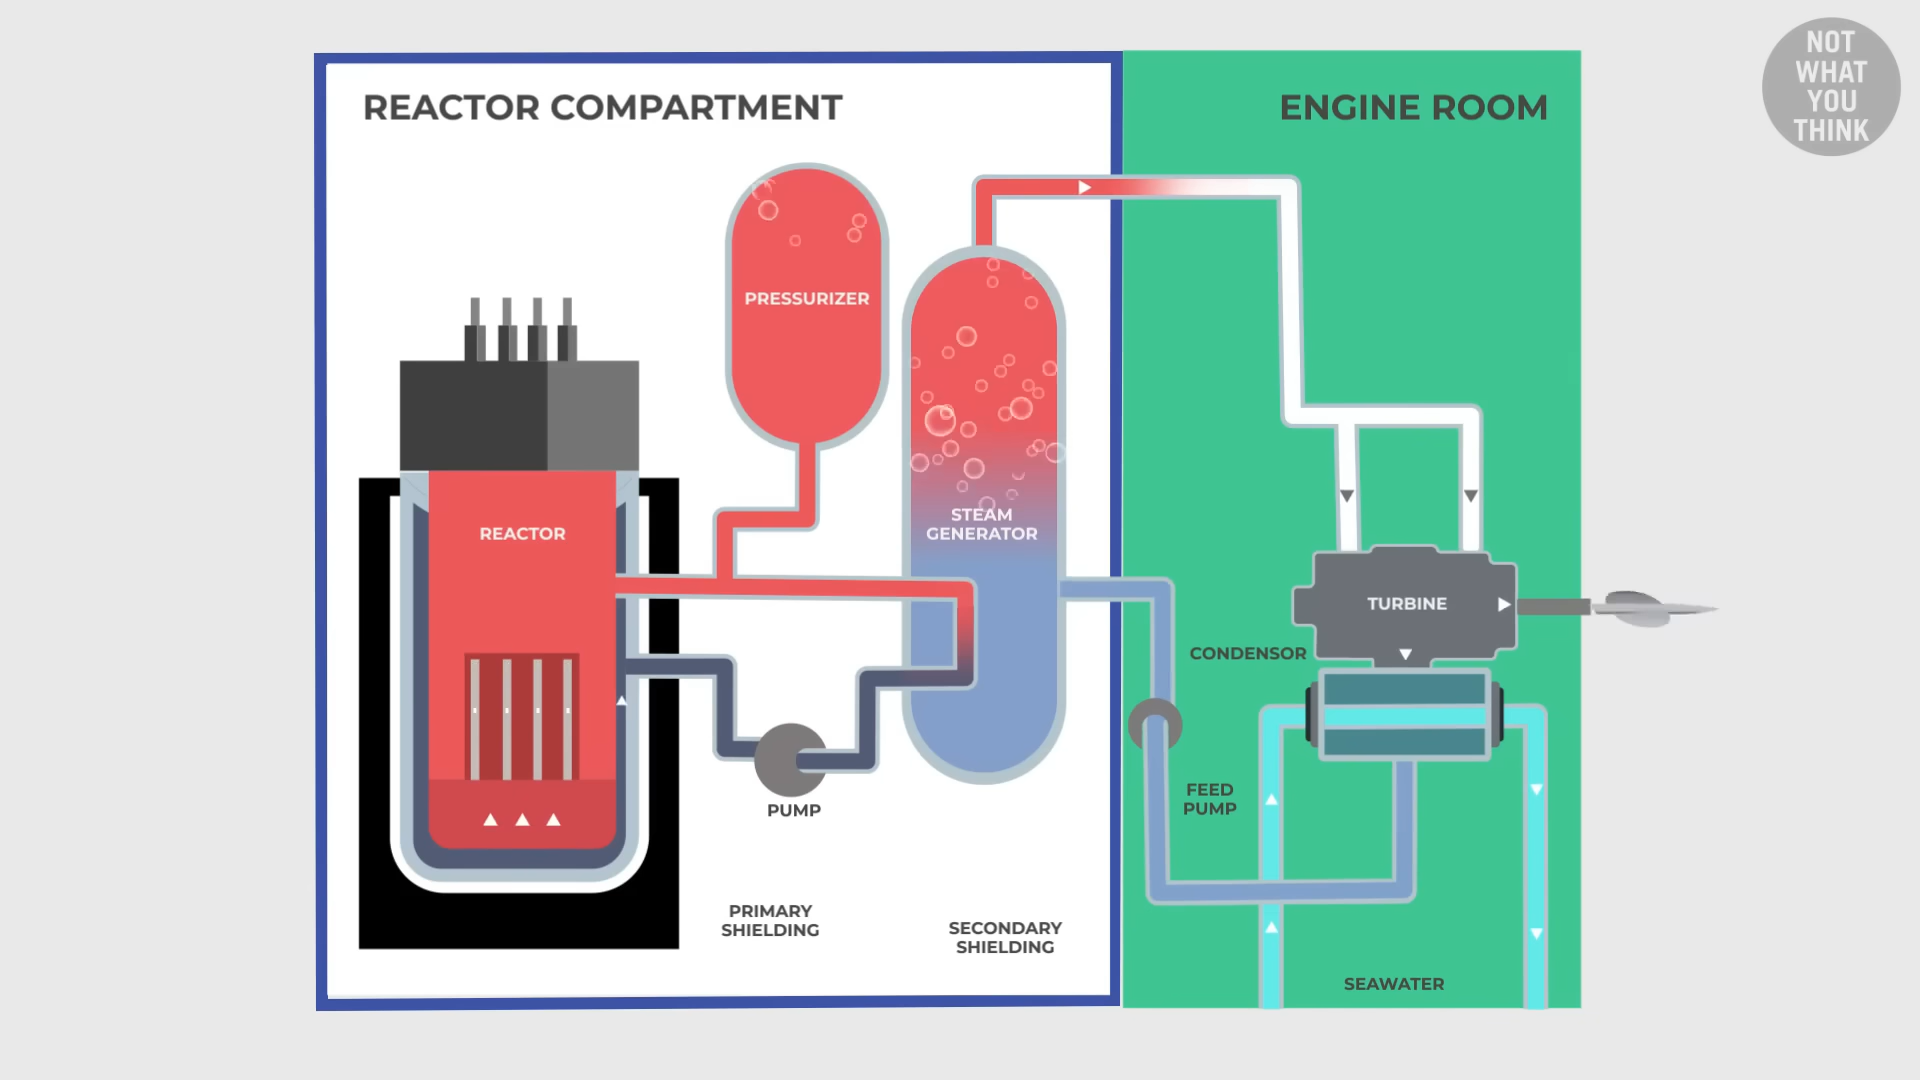 NOT
WHAT
YOU
THINK
REACTOR COMPARTMENT
ENGINE ROOM
PRESSURIZER
REACTOR
STEAM
GENERATOR
TURBINE
CONDENSOR
FEED
PUMP
PUMP
PRIMARY
SHIELDING
SECONDARY
SHIELDING
SEAWATER